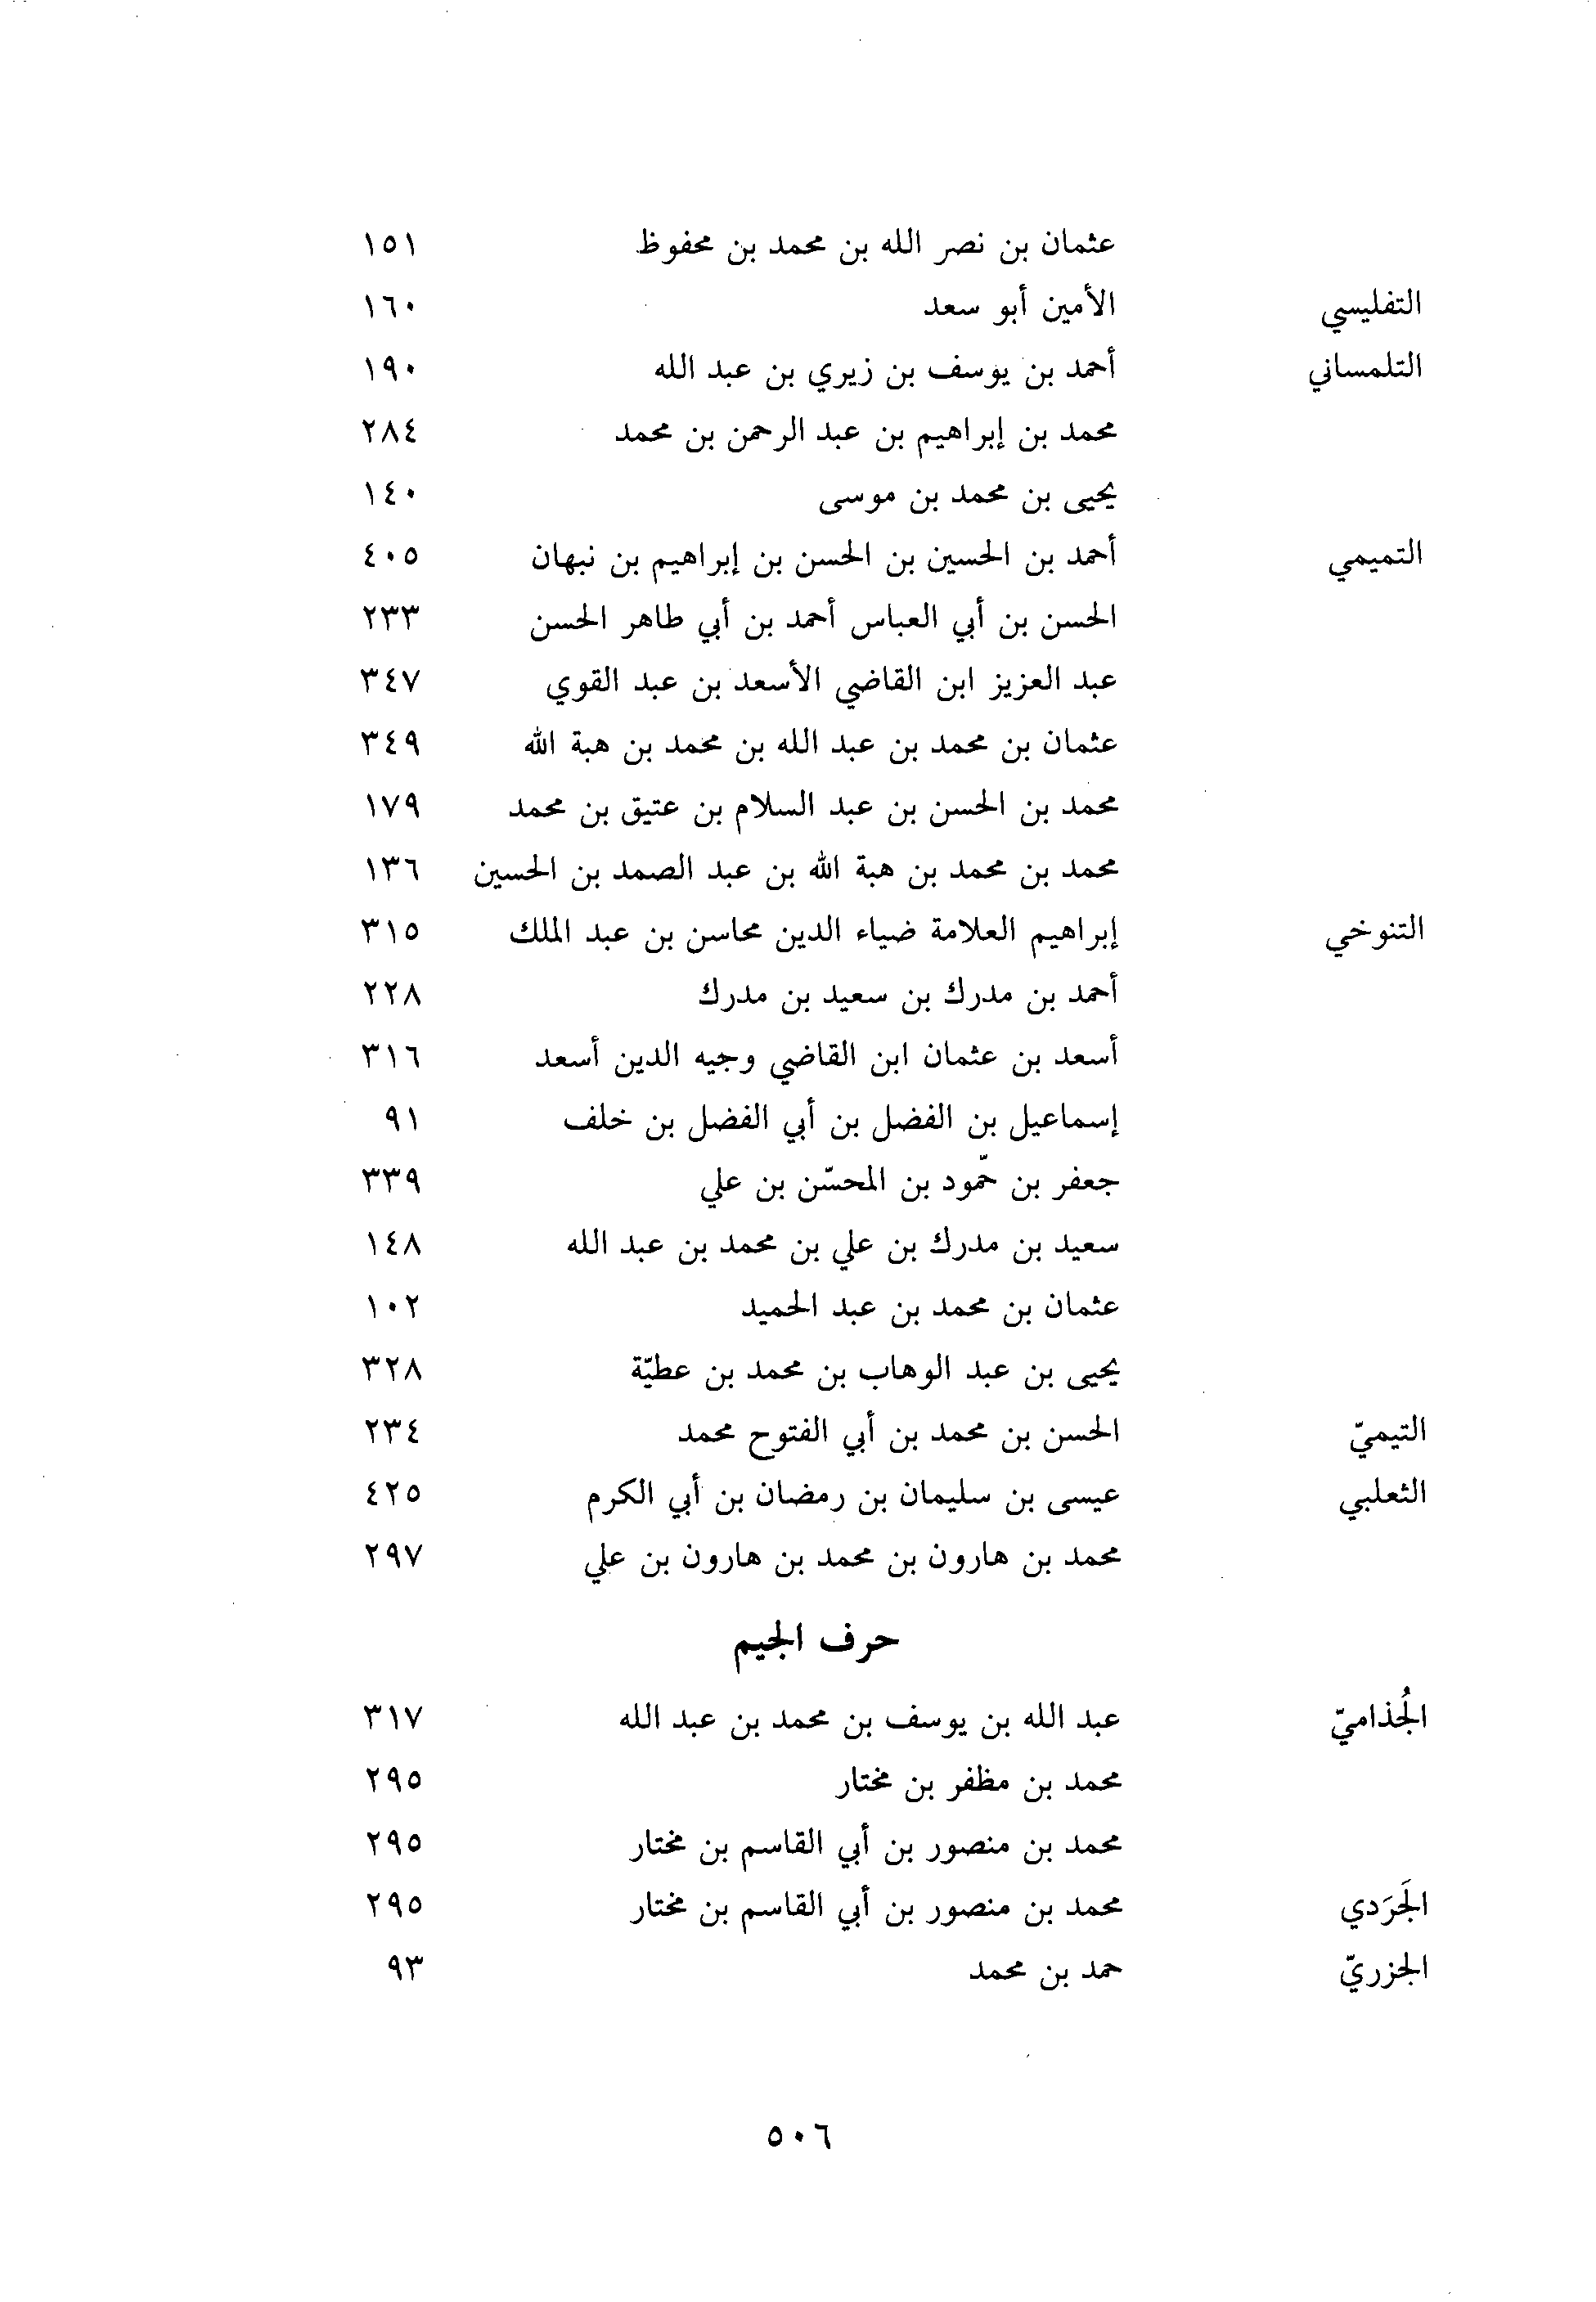 عثمان بن نصر الله بن محمد بن محفوظ ١٥١
التفليسي الأمين أبو سعد ١٦٠
التلمساني أحمد بن يوسف بن زيري بن عبد الله ١٩٠
محمد بن إبراهيم بن عبد الرحمن بن محمد ٢٨٤
يحيى بن محمد بن موسى ١٤٠
التميمي أحمد بن الحسين بن الحسن بن إبراهيم بن نبهان ٤٠٥
الحسن بن أبي العباس أحمد بن أبي طاهر الحسن ٢٣٣
عبد العزيز ابن القاضي الأسعد بن عبد القوي ٣٤٧
عثمان بن محمد بن عبد الله بن محمد بن هبة الله ٣٤٩
محمد بن الحسن بن عبد السلام بن عتيق بن محمد ١٧٩
محمد بن محمد بن هبة الله بن عبد الصمد بن الحسين ١٣٦
التنوخي إبراهيم العلامة ضياء الدين محاسن بن عبد الملك ٣١٥
أحمد بن مدرك بن سعيد بن مدرك ٢٢٨
أسعد بن عثمان ابن القاضي وجيه الدين أسعد ٣١٦
إسماعيل بن الفضل بن أبي الفضل بن خلف ٩١
جعفر بن حمّود بن المحسّن بن علي ٣٣٩
سعيد بن مدرك بن علي بن محمد بن عبد الله ١٤٨
عثمان بن محمد بن عبد الحميد ١٠٢
يحيى بن عبد الوهاب بن محمد بن عطيّة ٣٢٨
التيميّ الحسن بن محمد بن أبي الفتوح محمد ٢٣٤
الثعلبي عيسى بن سليمان بن رمضان بن أبي الكرم ٤٢٥
محمد بن هارون بن محمد بن هارون بن علي ٢٩٧
حرف الجيم
الجُذاميّ عبد الله بن يوسف بن محمد بن عبد الله ٣١٧
محمد بن مظفر بن مختار ٢٩٥
محمد بن منصور بن أبي القاسم بن مختار ٢٩٥
الجَرَدي محمد بن منصور بن أبي القاسم بن مختار ٢٩٥
الجزريّ حمد بن محمد ٩٣
٥٠٦